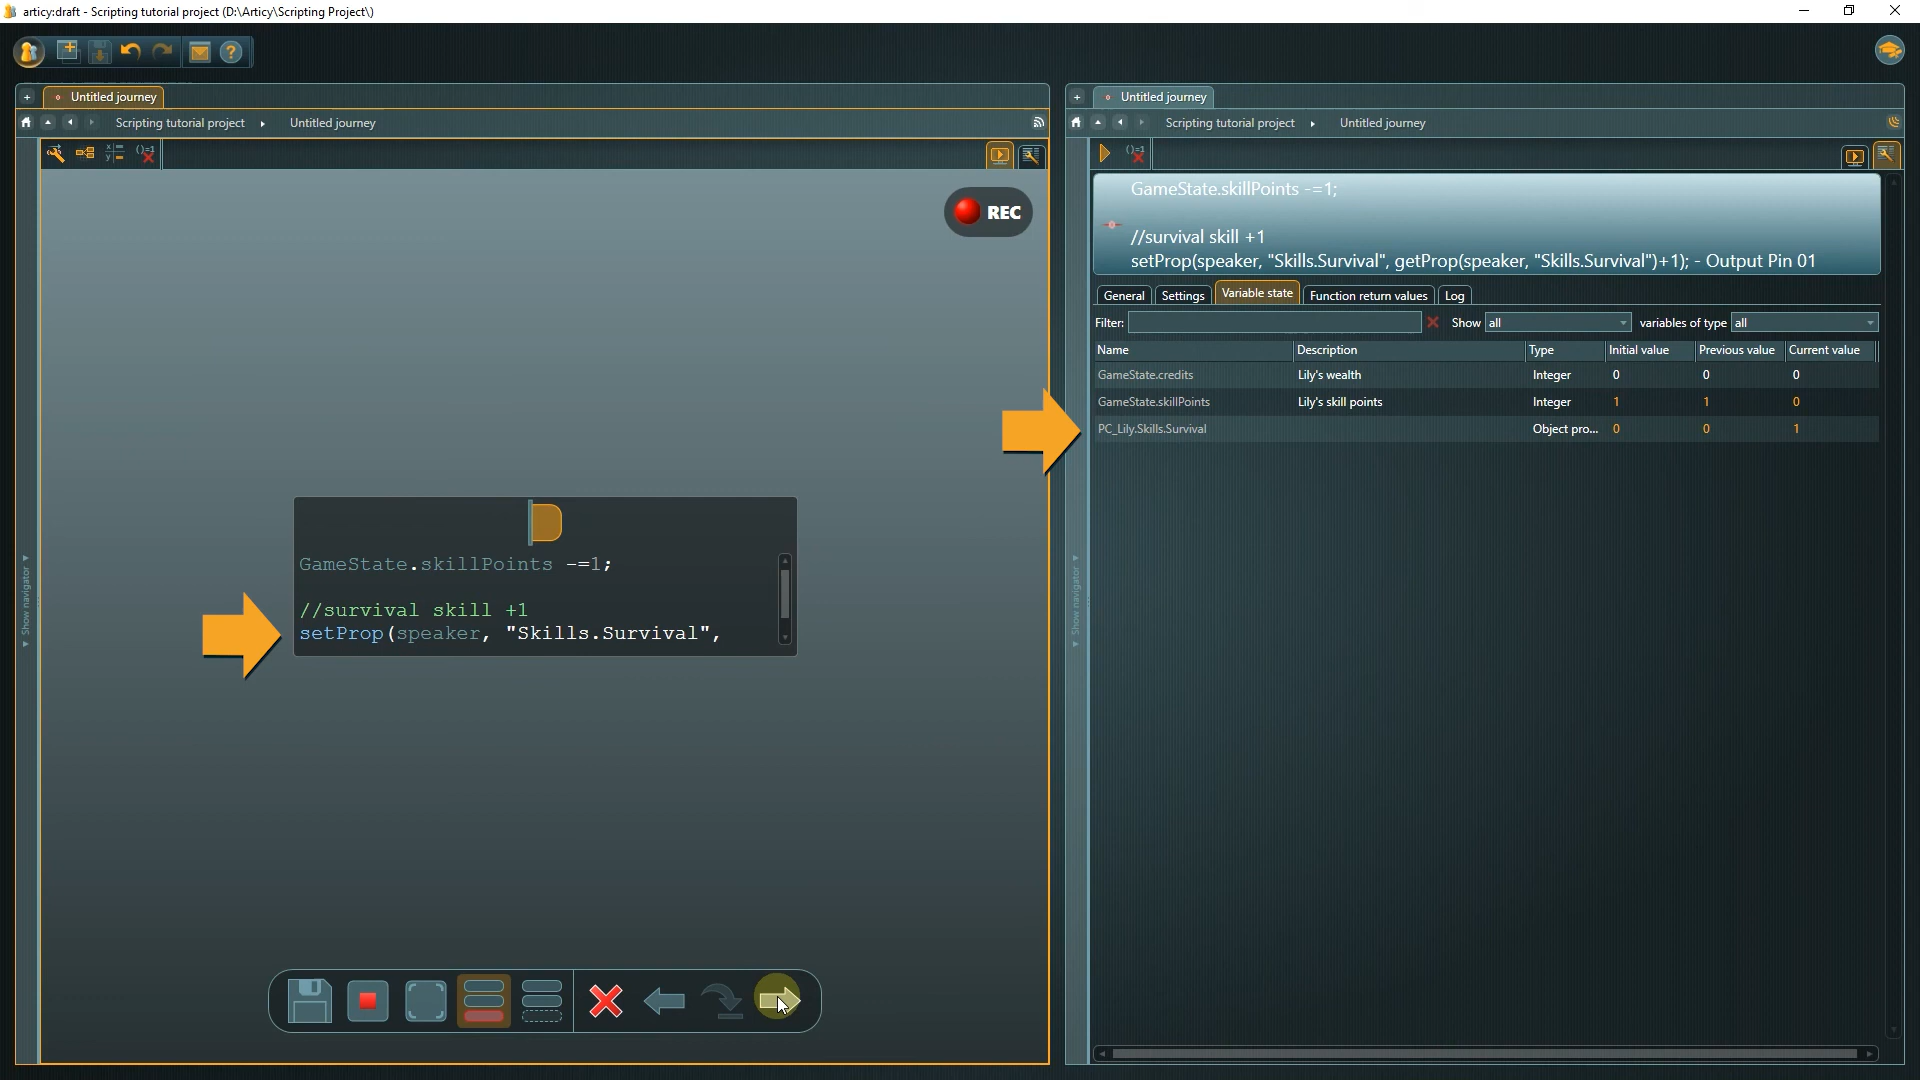 articy:draft - Scripting tutorial project (D:\Articy\Scripting Project\)
Untitled journey
Scripting tutorial project ▸ Untitled journey
REC
Show navigator
GameState.skillPoints -=1;
//survival skill +1
setProp(speaker, "Skills.Survival",
Untitled journey
Scripting tutorial project ▸ Untitled journey
()=1
Show navigator
GameState.skillPoints -=1;
//survival skill +1
setProp(speaker, "Skills.Survival", getProp(speaker, "Skills.Survival")+1); - Output Pin 01
General Settings Variable state Function return values Log
Filter: Show all variables of type all
Name Description Type Initial value Previous value Current value
GameState.credits Lily's wealth Integer 0 0 0
GameState.skillPoints Lily's skill points Integer 1 1 0
PC_Lily.Skills.Survival Object pro... 0 0 1